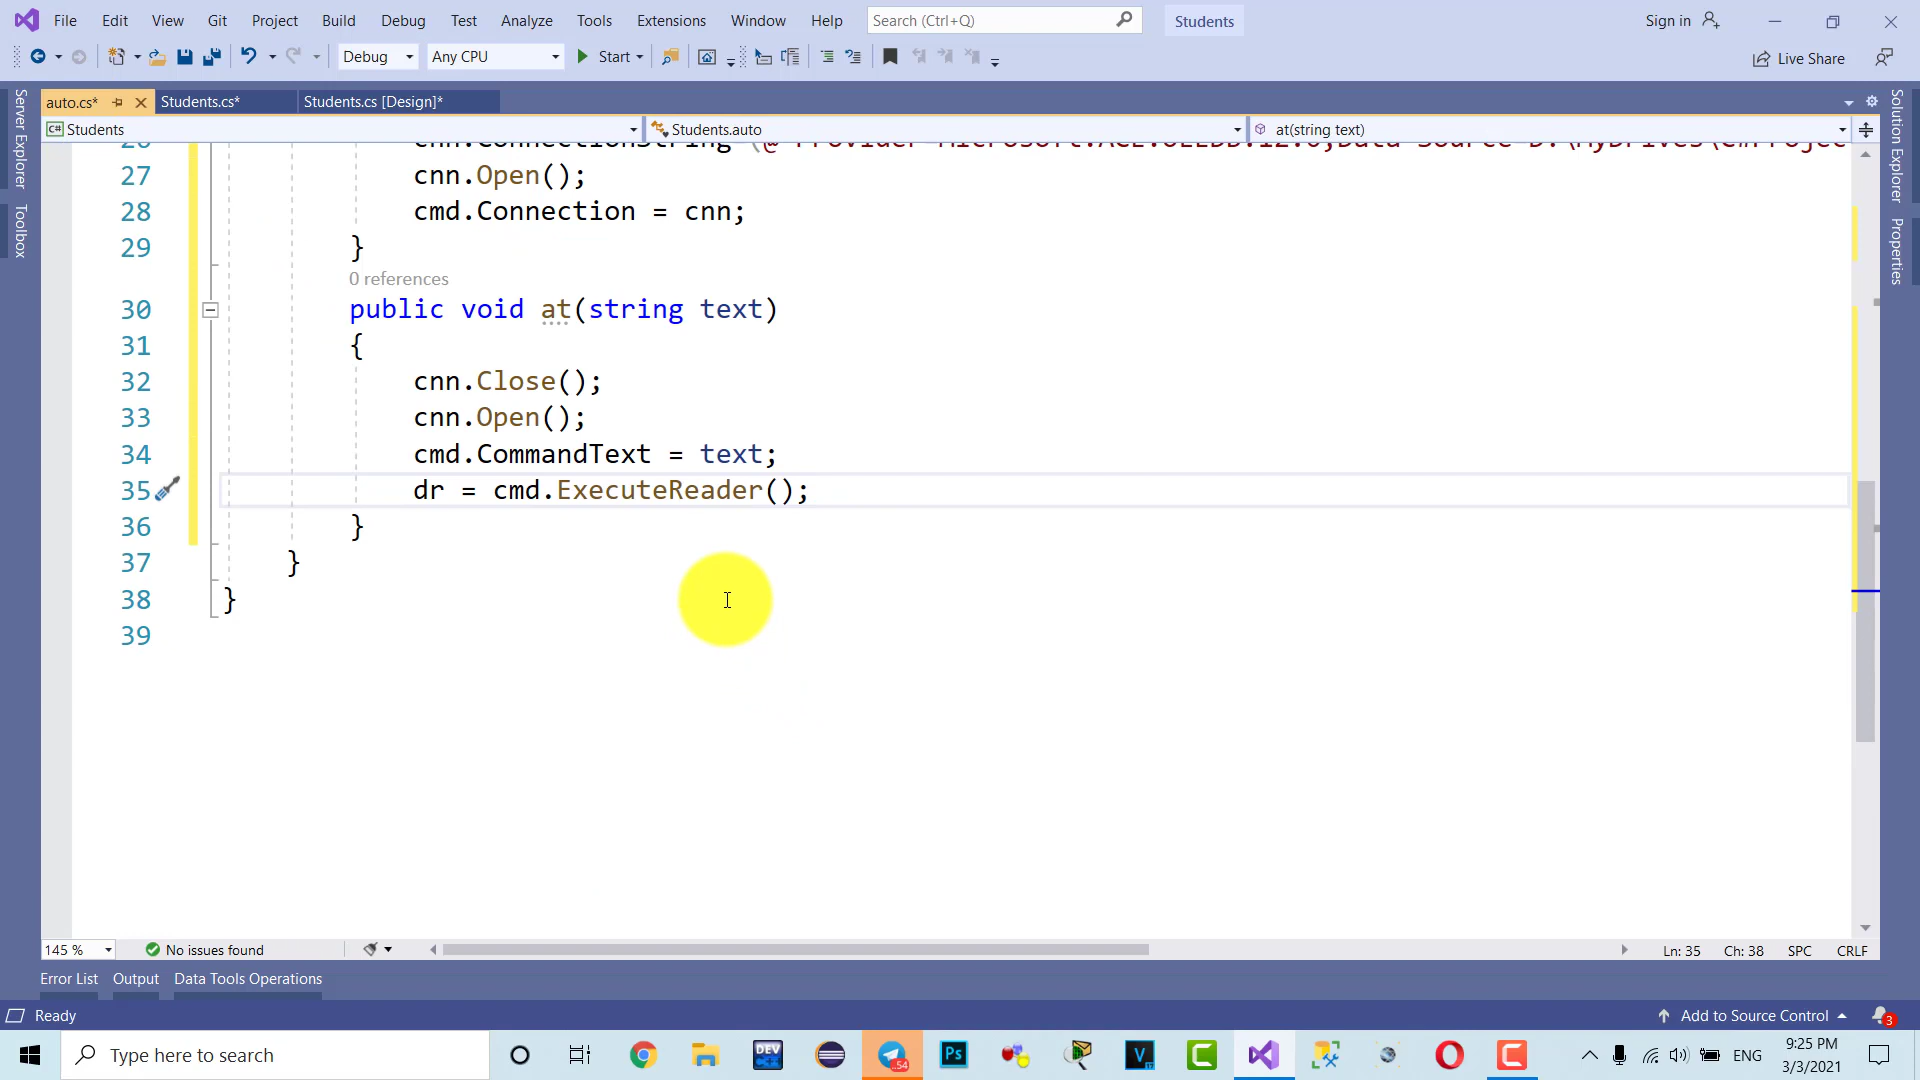 File Edit View Git Project Build Debug Test Analyze Tools Extensions Window Help Search (Ctrl+Q) Students Sign in
Debug Any CPU Start Live Share
auto.cs* Students.cs* Students.cs [Design]*
C# Students Students.auto at(string text)
Server Explorer
Toolbox
Solution Explorer
Properties
27 cnn.Open();
28 cmd.Connection = cnn;
29 }
0 references
30 public void at(string text)
31 {
32 cnn.Close();
33 cnn.Open();
34 cmd.CommandText = text;
35 dr = cmd.ExecuteReader();
36 }
37 }
38 }
39
145 % No issues found Ln: 35 Ch: 38 SPC CRLF
Error List Output Data Tools Operations
Ready Add to Source Control 3
Type here to search DEV 54 Ps V ENG 9:25 PM
3/3/2021